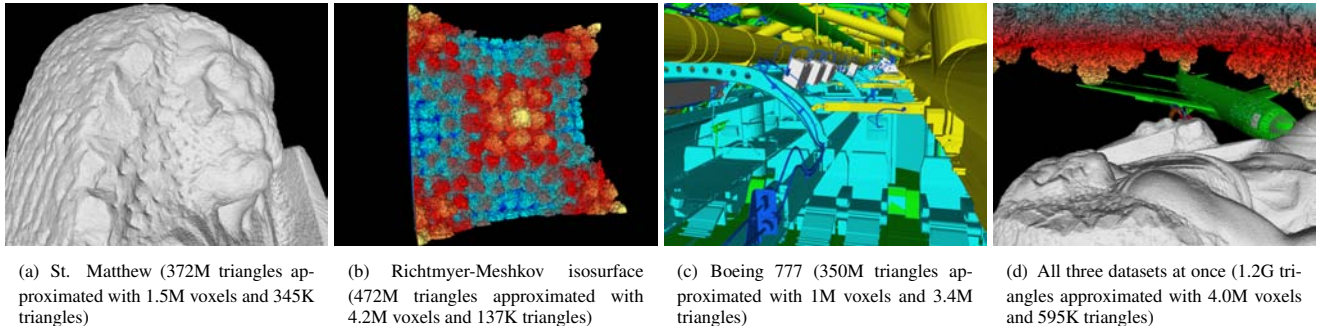 (a) St. Matthew (372M triangles ap-
proximated with 1.5M voxels and 345K
triangles)
(b) Richtmyer-Meshkov isosurface
(472M triangles approximated with
4.2M voxels and 137K triangles)
(c) Boeing 777 (350M triangles ap-
proximated with 1M voxels and 3.4M
triangles)
(d) All three datasets at once (1.2G tri-
angles approximated with 4.0M voxels
and 595K triangles)